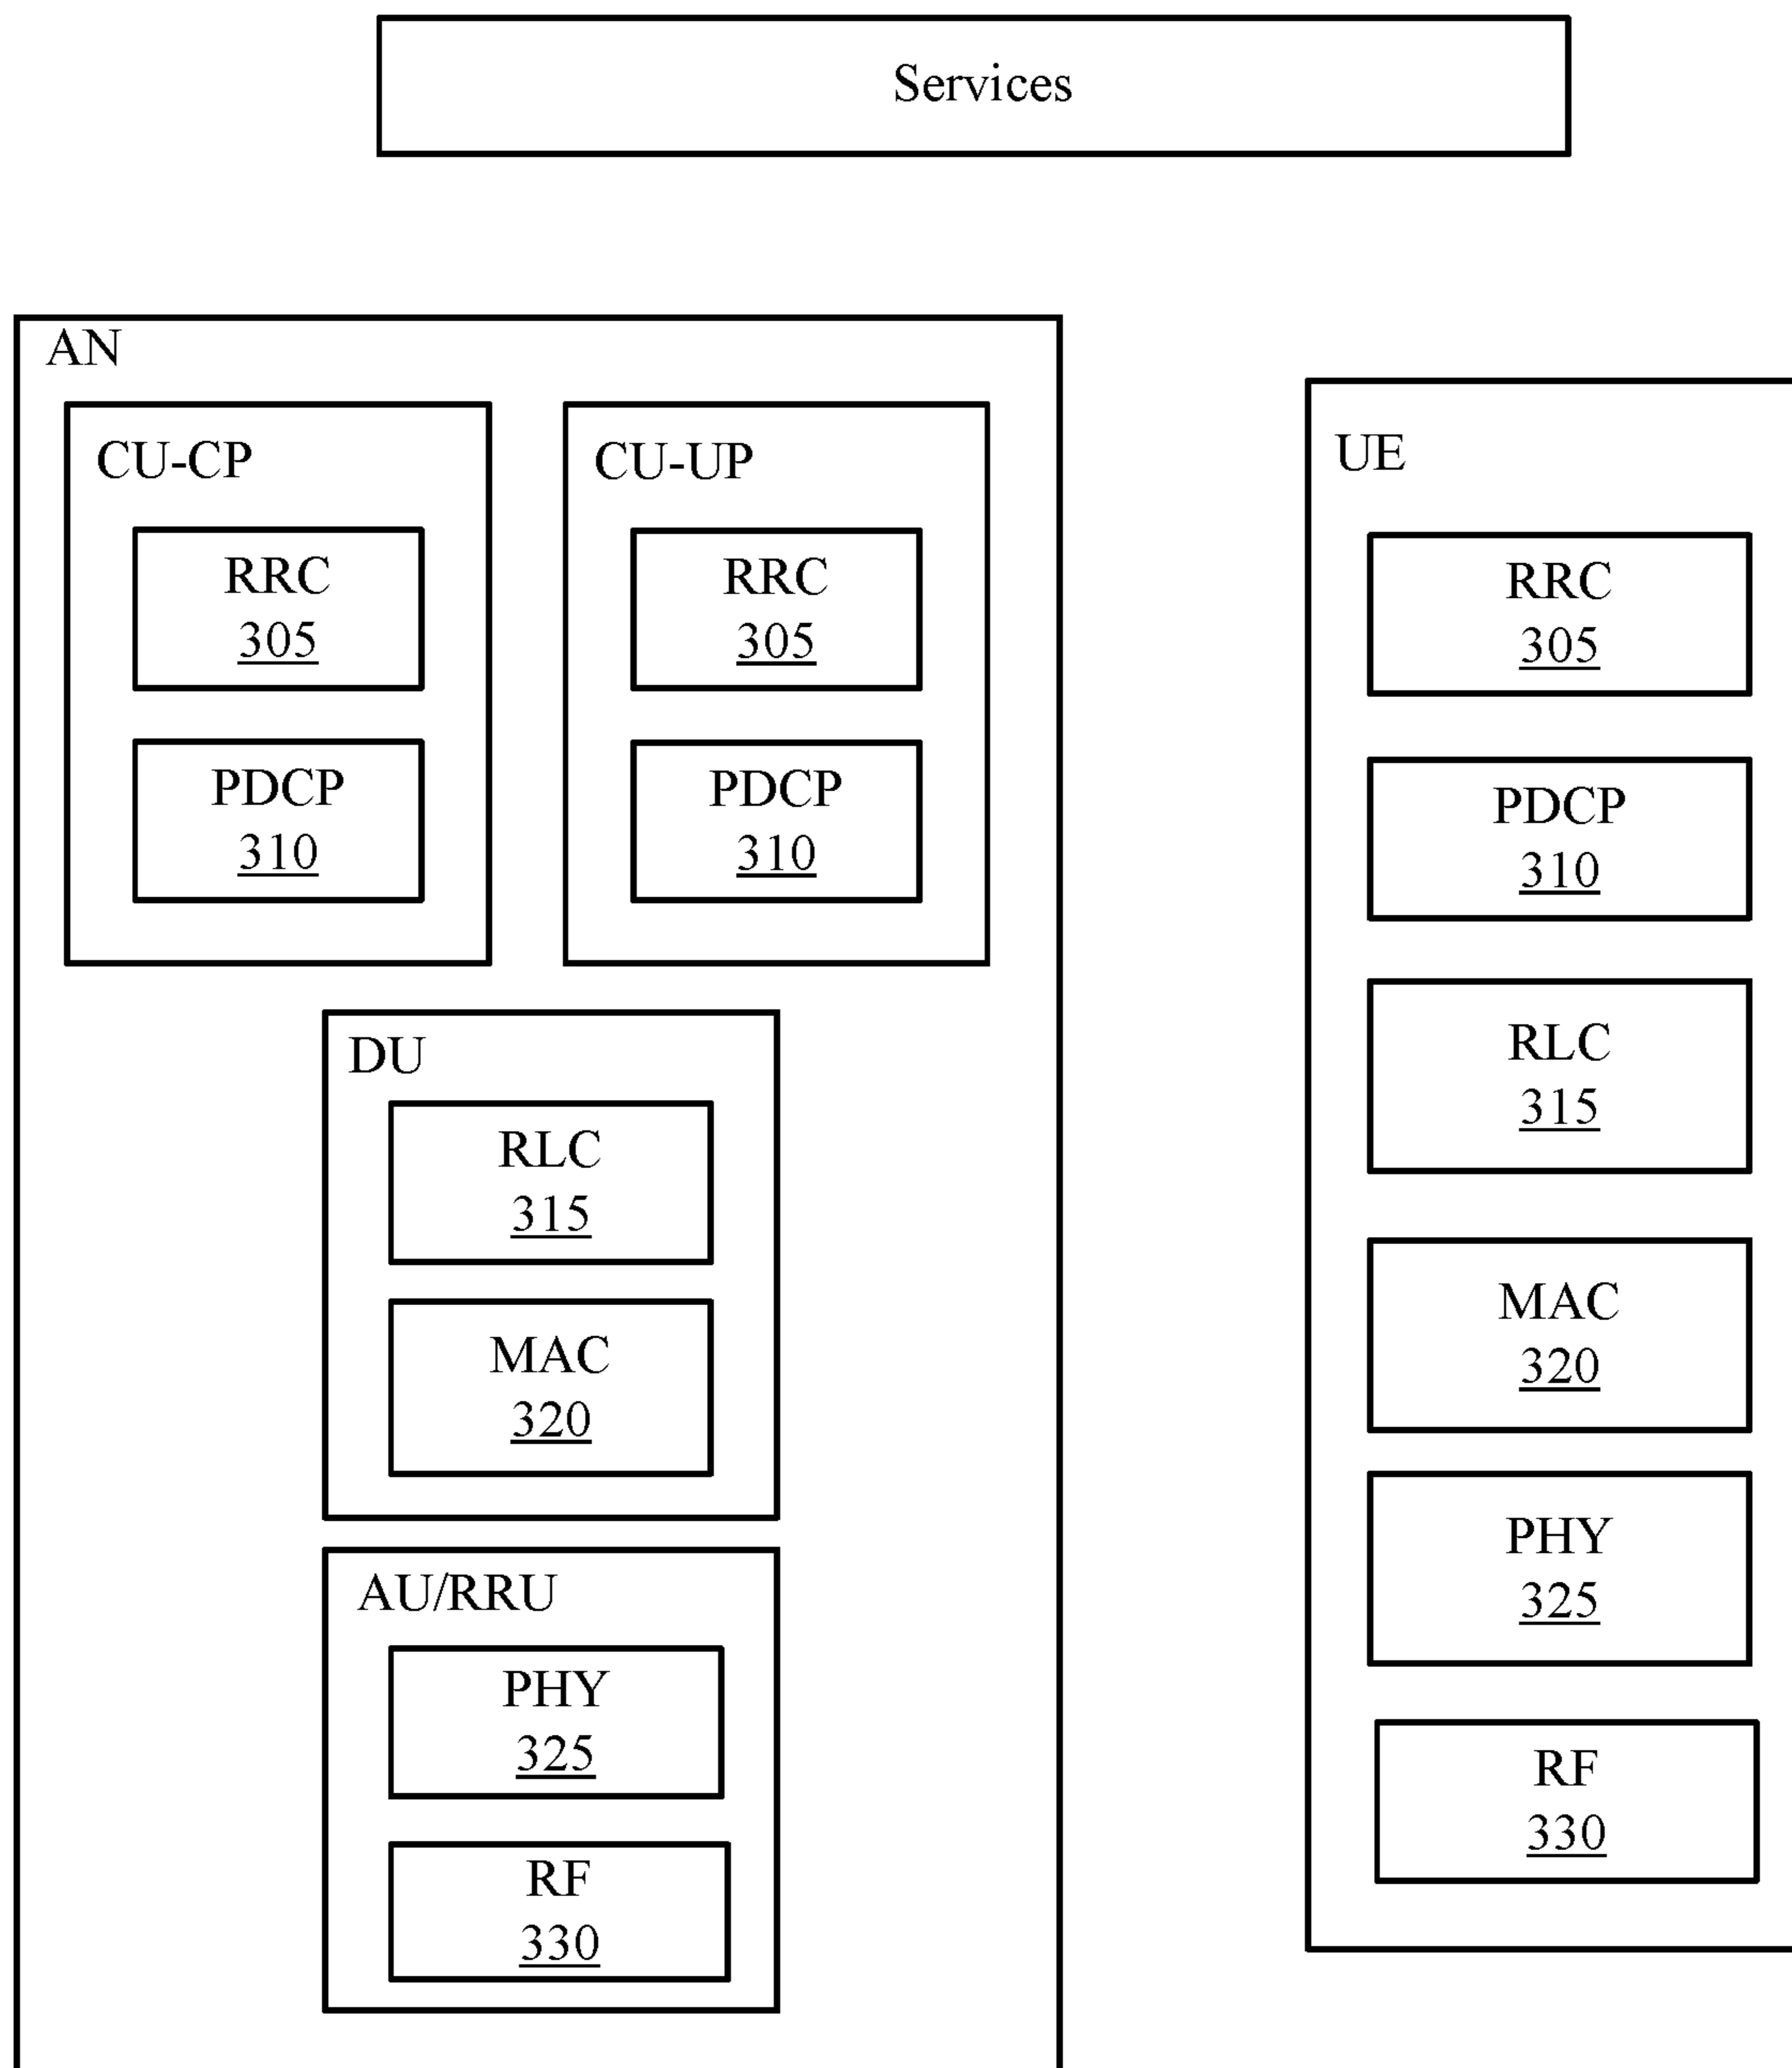 Services
AN
CU-CP
RRC
305
PDCP
310
CU-UP
RRC
305
PDCP
310
DU
RLC
315
MAC
320
AU/RRU
PHY
325
RF
330
UE
RRC
305
PDCP
310
RLC
315
MAC
320
PHY
325
RF
330